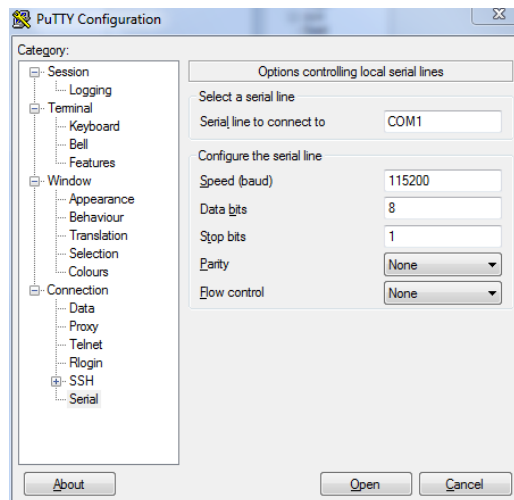 PuTTY Configuration
Category:
Session
Logging
Terminal
Keyboard
Bell
Features
Window
Appearance
Behaviour
Translation
Selection
Colours
Connection
Data
Proxy
Telnet
Rlogin
SSH
Serial
Options controlling local serial lines
Select a serial line
Serial line to connect to COM1
Configure the serial line
Speed (baud) 115200
Data bits 8
Stop bits 1
Parity None
Flow control None
About Open Cancel